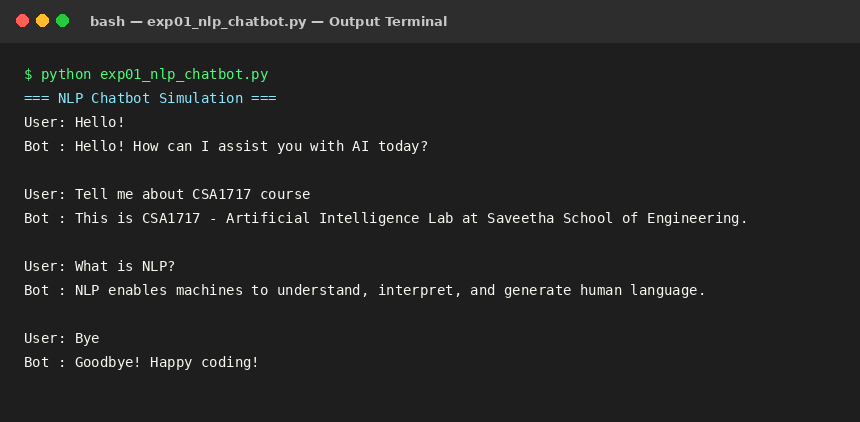 bash — exp01_nlp_chatbot.py — Output Terminal
$ python exp01_nlp_chatbot.py
=== NLP Chatbot Simulation ===
User: Hello!
Bot : Hello! How can I assist you with AI today?
User: Tell me about CSA1717 course
Bot : This is CSA1717 - Artificial Intelligence Lab at Saveetha School of Engineering.
User: What is NLP?
Bot : NLP enables machines to understand, interpret, and generate human language.
User: Bye
Bot : Goodbye! Happy coding!